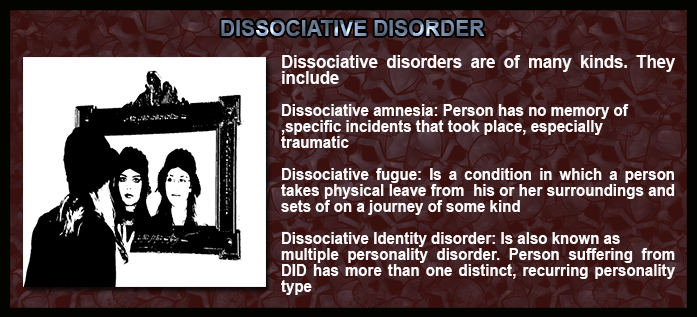 DISSOCIATIVE DISORDER
Dissociative disorders are of many kinds. They
include
Dissociative amnesia: Person has no memory of
,specific incidents that took place, especially
traumatic
Dissociative fugue: Is a condition in which a person
takes physical leave from his or her surroundings and
sets of on a journey of some kind
Dissociative Identity disorder: Is also known as
multiple personality disorder. Person suffering from
DID has more than one distinct, recurring personality
type